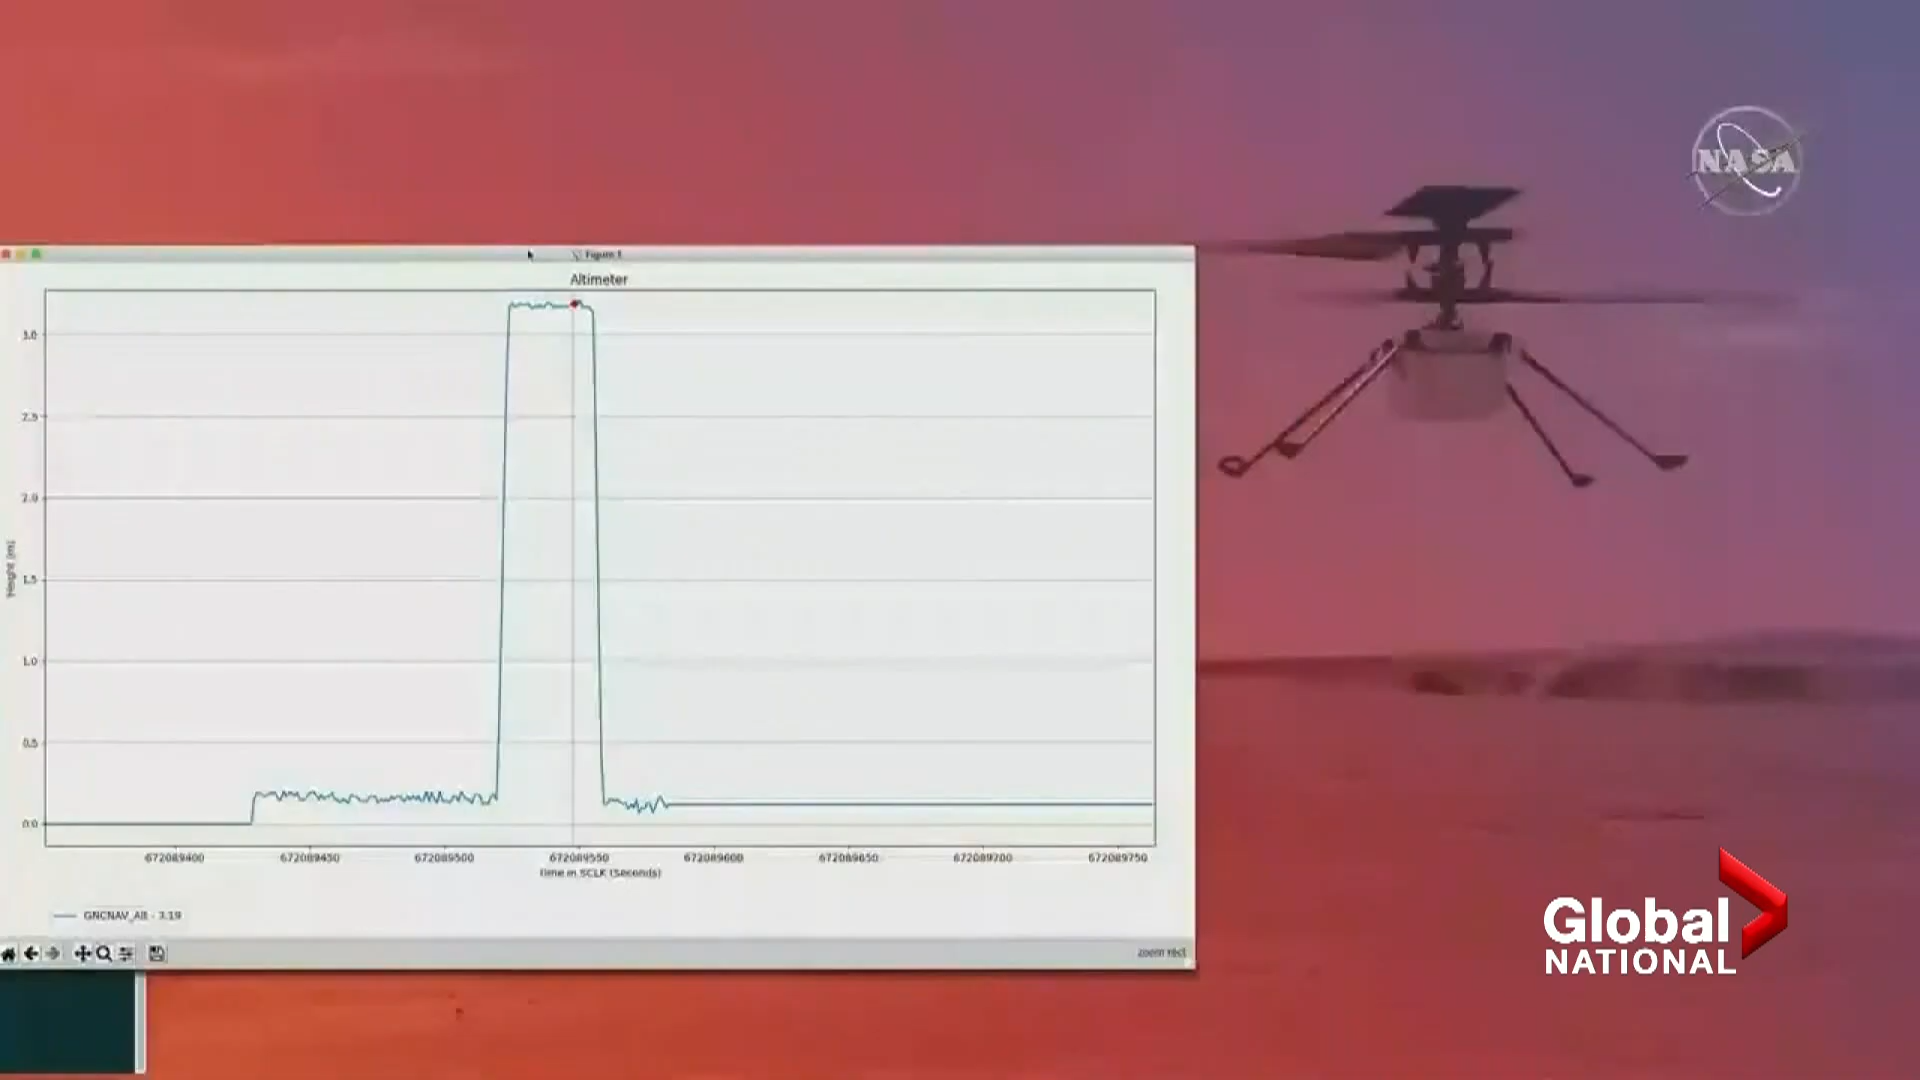 NASA
Figure 1
Altimeter
3.0
2.5
2.0
1.5
1.0
0.5
0.0
Height (m)
672089400 672089450 672089500 672089550 672089600 672089650 672089700 672089750
Time in SCLK (Seconds)
GNCNAV_Alt - 3.19
zoom rect
Global
NATIONAL